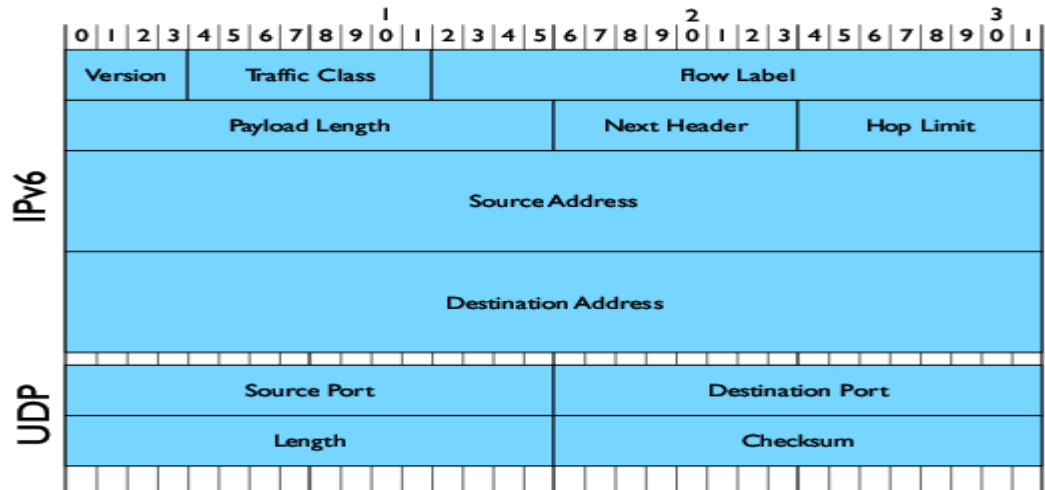 1 2 3
0 1 2 3 4 5 6 7 8 9 0 1 2 3 4 5 6 7 8 9 0 1 2 3 4 5 6 7 8 9 0 1
Version Traffic Class Flow Label
Payload Length Next Header Hop Limit
IPv6
Source Address
Destination Address
UDP
Source Port Destination Port
Length Checksum